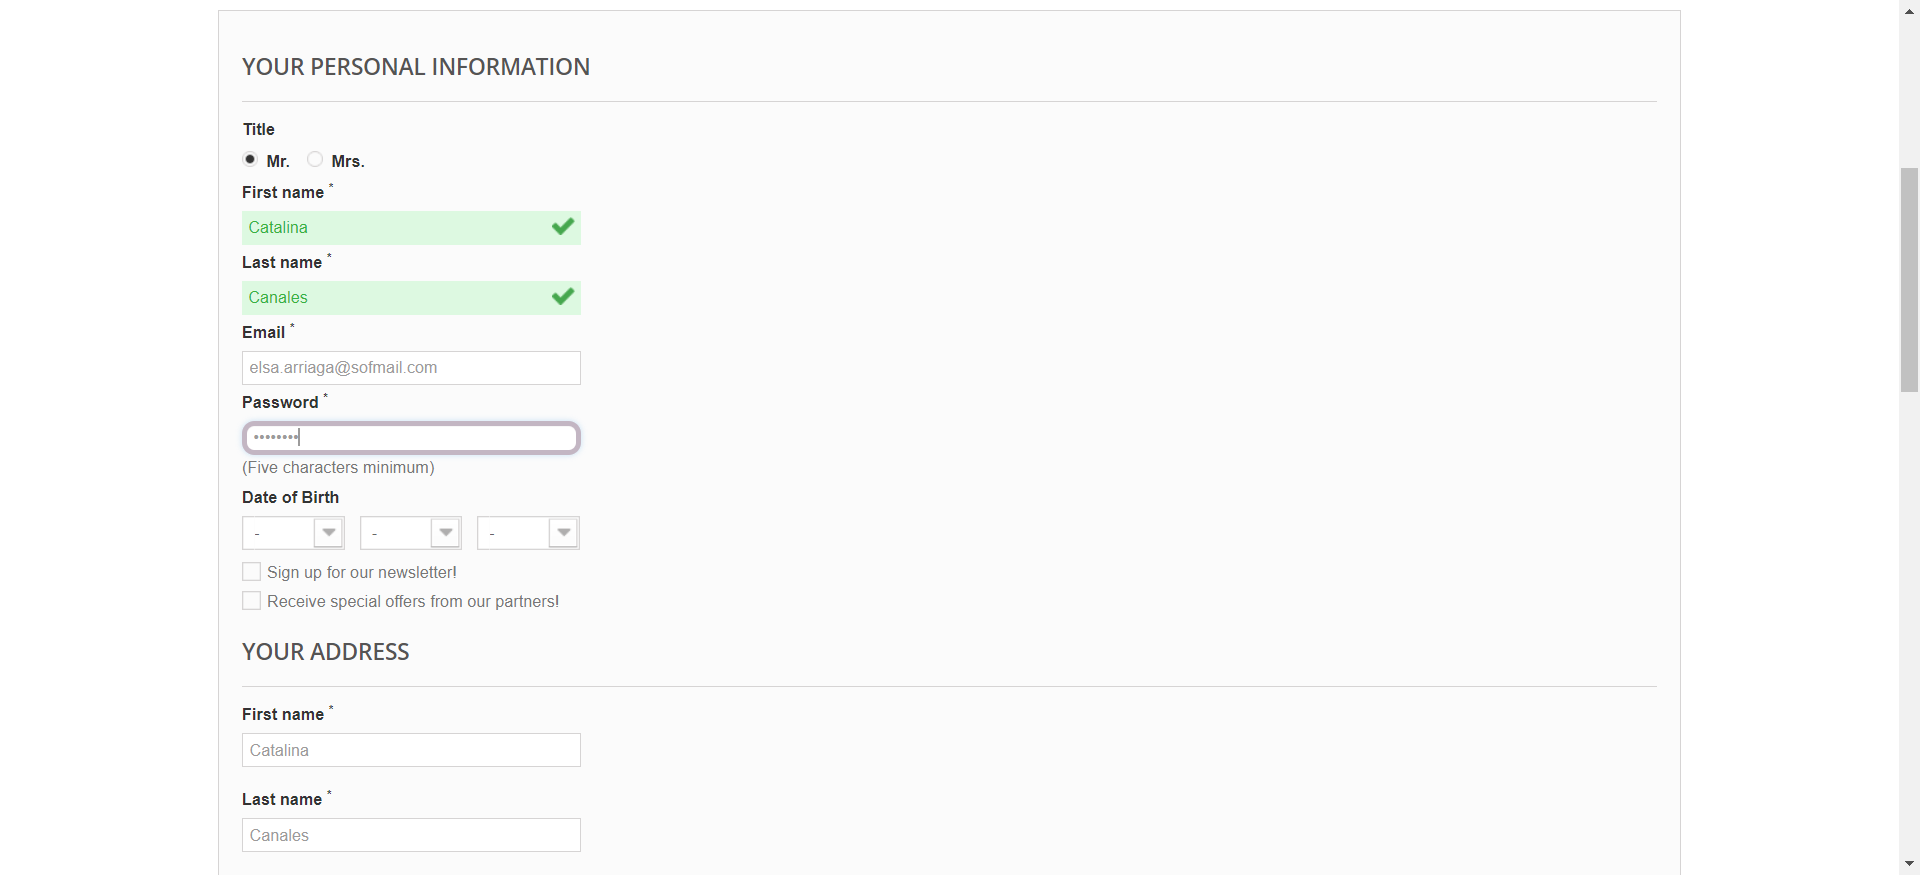 YOUR PERSONAL INFORMATION
Title
Mr. Mrs.
First name *
Catalina
Last name *
Canales
Email *
elsa.arriaga@sofmail.com
Password *
••••••••
(Five characters minimum)
Date of Birth
- - -
Sign up for our newsletter!
Receive special offers from our partners!
YOUR ADDRESS
First name *
Catalina
Last name *
Canales